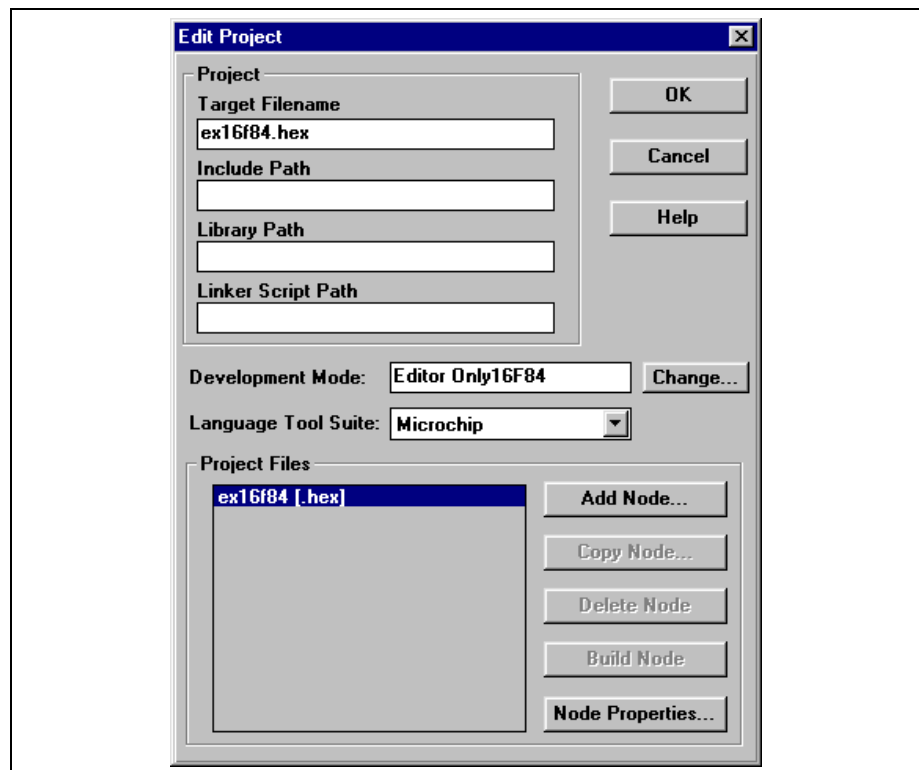 Edit Project
Project
Target Filename
ex16f84.hex
Include Path
Library Path
Linker Script Path
OK
Cancel
Help
Development Mode: Editor Only16F84 Change...
Language Tool Suite: Microchip
Project Files
ex16f84 [.hex]
Add Node...
Copy Node...
Delete Node
Build Node
Node Properties...